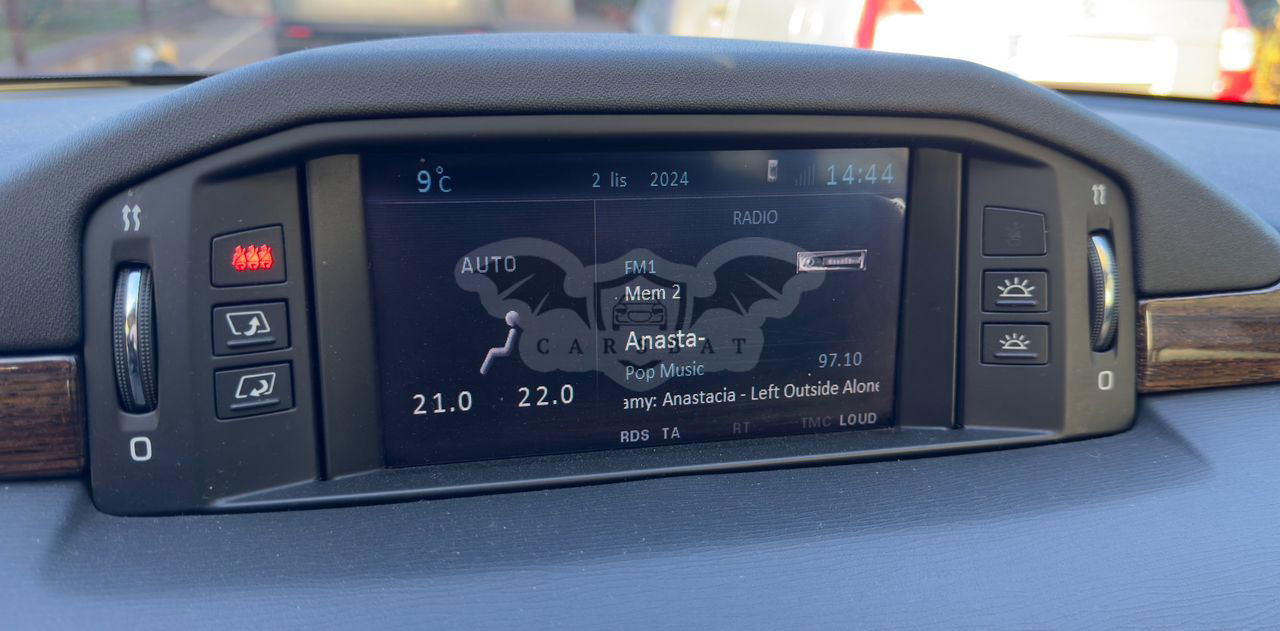 9°C 2 lis 2024 14:44
RADIO
AUTO
FM1
Mem 2
Anasta-
CAROBAT
Pop Music 97.10
21.0 22.0
amy: Anastacia - Left Outside Alone
RDS TA RT TMC LOUD
0
0